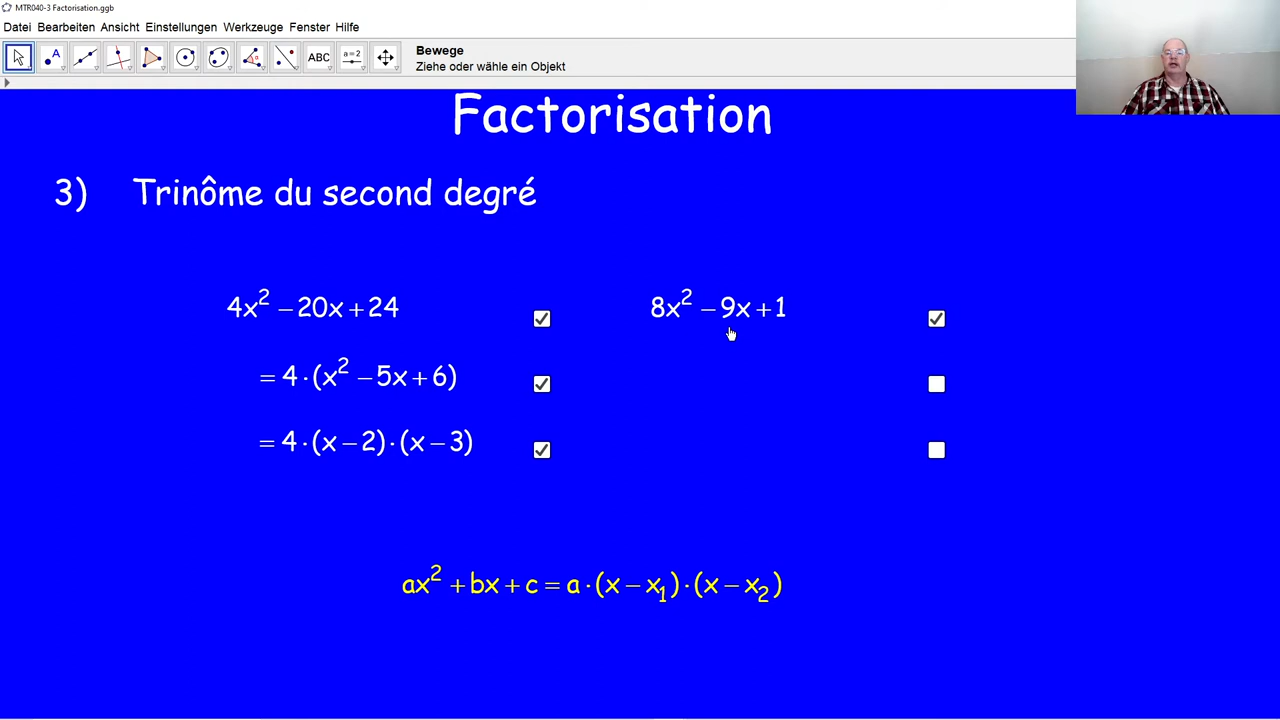 MTR040-3 Factorisation.ggb
Datei Bearbeiten Ansicht Einstellungen Werkzeuge Fenster Hilfe
A
ABC
a=2
Bewege
Ziehe oder wähle ein Objekt
Factorisation
3) Trinôme du second degré
4x² − 20x + 24
8x² − 9x + 1
= 4 · (x² − 5x + 6)
= 4 · (x − 2) · (x − 3)
ax² + bx + c = a · (x − x₁) · (x − x₂)